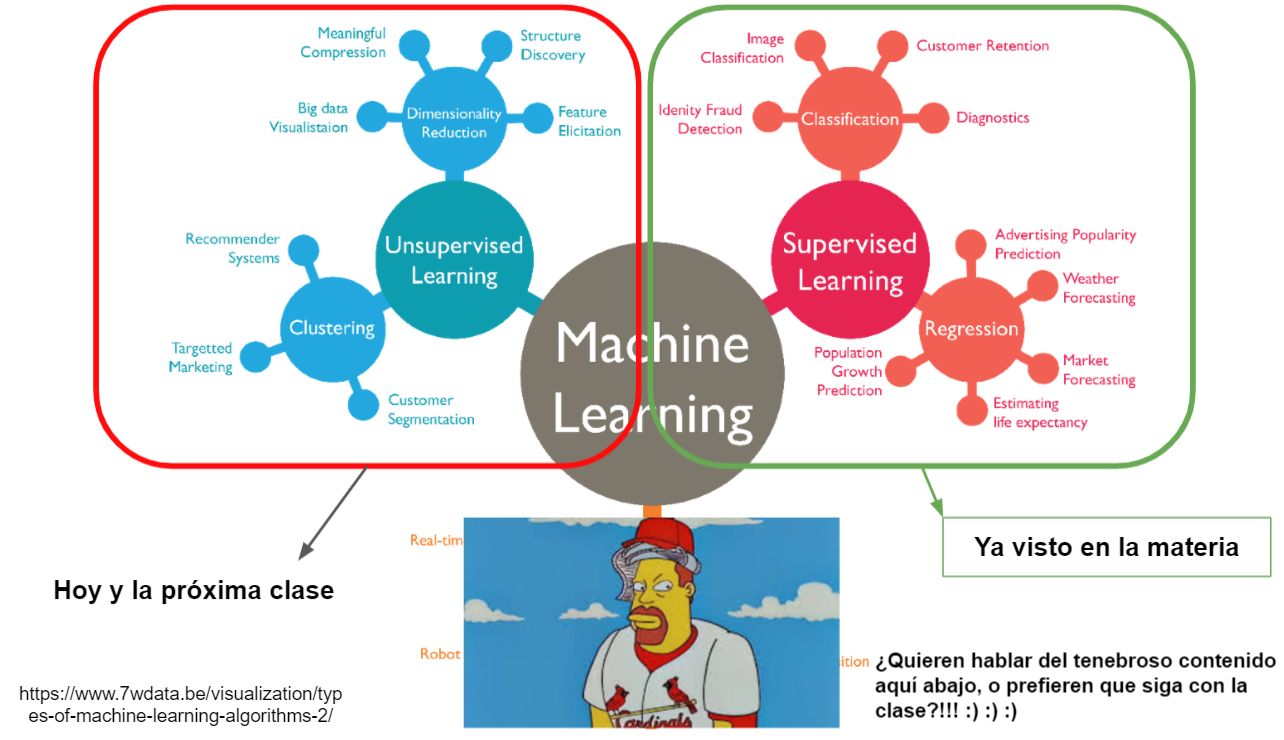 Meaningful
Compression
Structure
Discovery
Big data
Visualistaion
Dimensionality
Reduction
Feature
Elicitation
Unsupervised
Learning
Recommender
Systems
Clustering
Targetted
Marketing
Customer
Segmentation
Image
Classification
Customer Retention
Idenity Fraud
Detection
Classification
Diagnostics
Supervised
Learning
Advertising Popularity
Prediction
Weather
Forecasting
Regression
Population
Growth
Prediction
Market
Forecasting
Estimating
life expectancy
Machine
Learning
Real-tim
Robot
sition
Cardinals
Hoy y la próxima clase
Ya visto en la materia
https://www.7wdata.be/visualization/typ
es-of-machine-learning-algorithms-2/
¿Quieren hablar del tenebroso contenido
aquí abajo, o prefieren que siga con la
clase?!!! :) :) :)